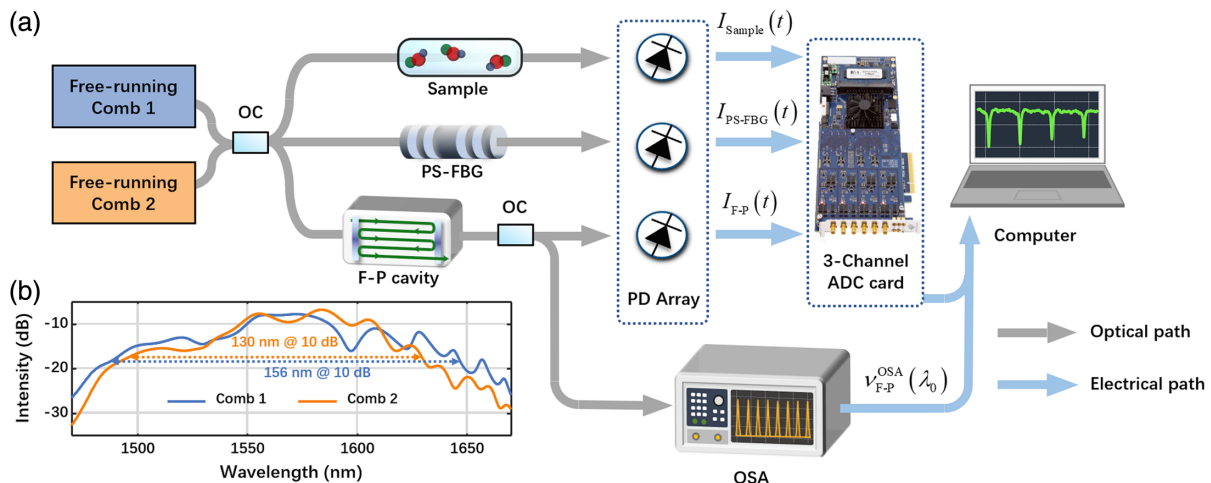 (a)
Free-running
Comb 1
Free-running
Comb 2
OC
Sample
PS-FBG
F-P cavity
OC
PD Array
I_Sample (t)
I_PS-FBG (t)
I_F-P (t)
3-Channel
ADC card
Computer
Optical path
Electrical path
ν_F-P^OSA (λ_0)
OSA
(b)
Intensity (dB)
-10
-20
-30
130 nm @ 10 dB
156 nm @ 10 dB
Comb 1
Comb 2
1500
1550
1600
1650
Wavelength (nm)